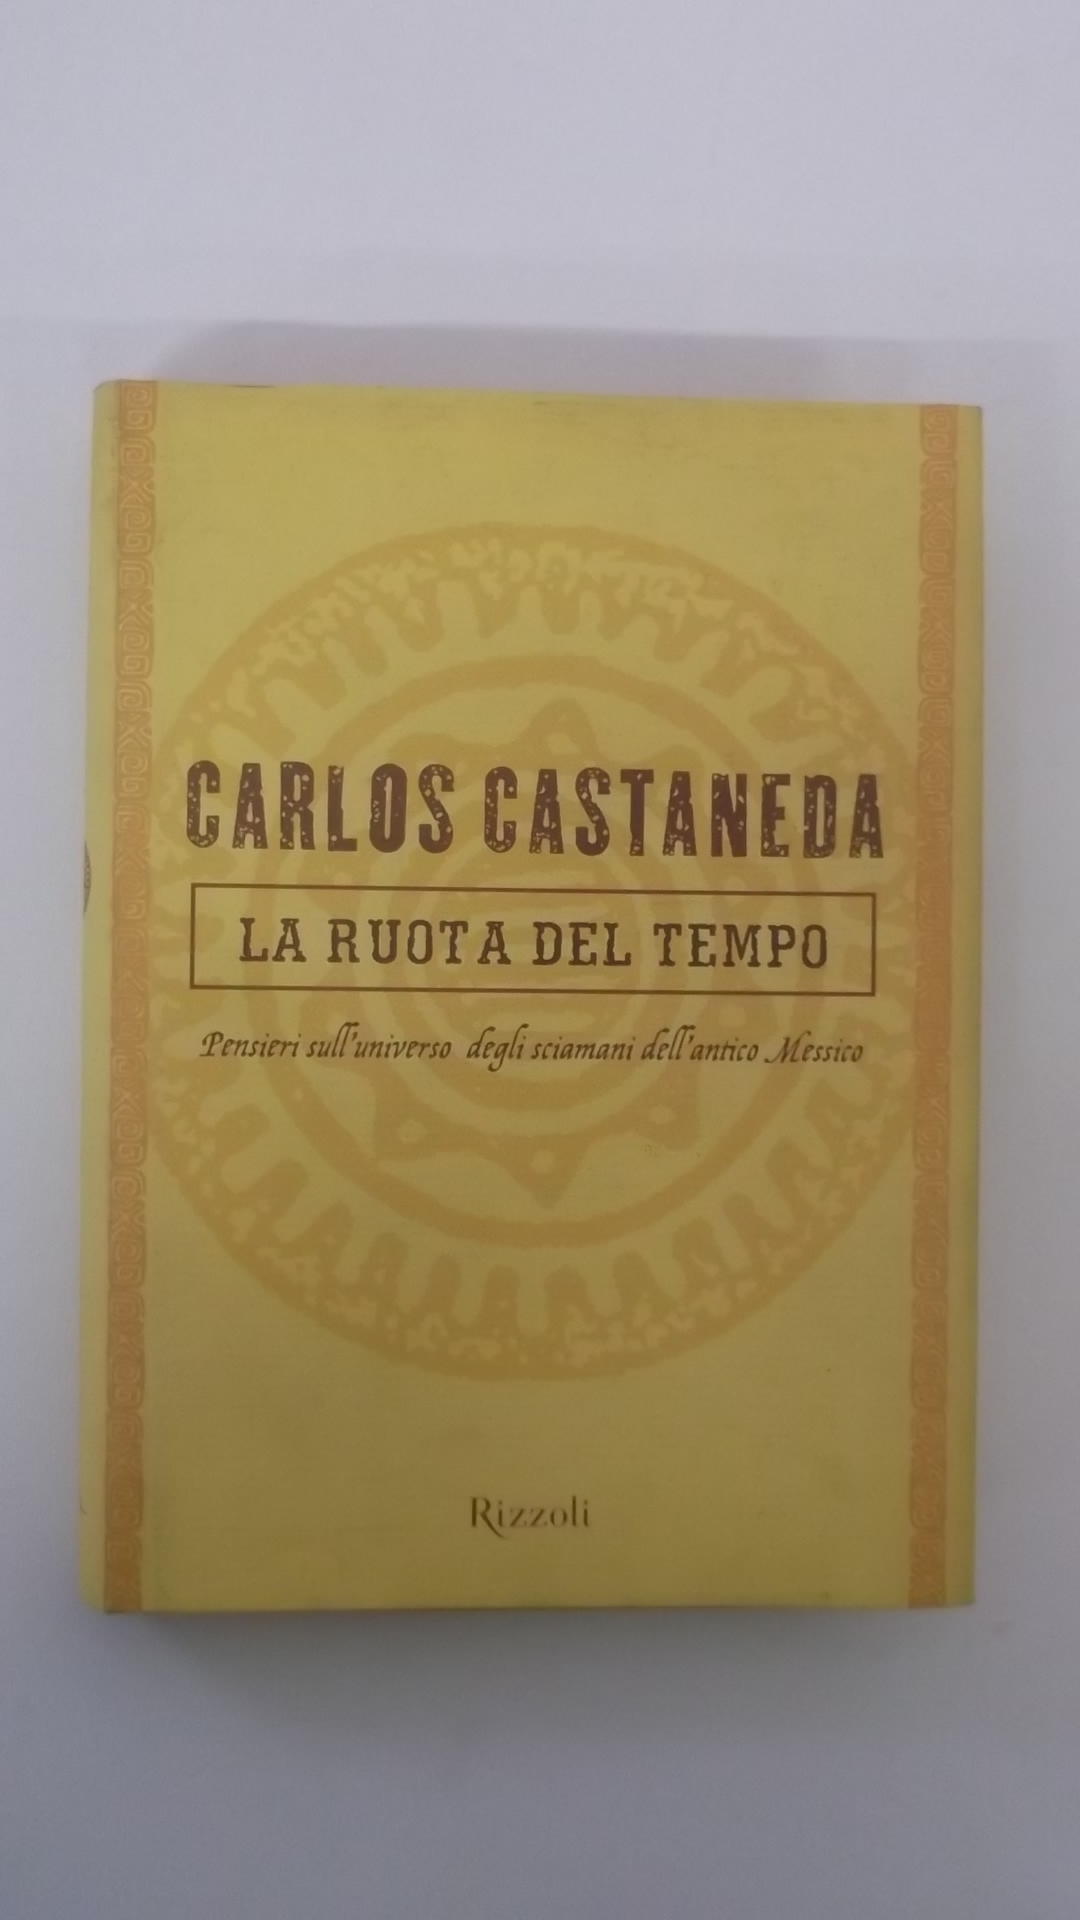 CARLOS CASTANEDA
LA RUOTA DEL TEMPO
Pensieri sull'universo degli sciamani dell'antico Messico
Rizzoli